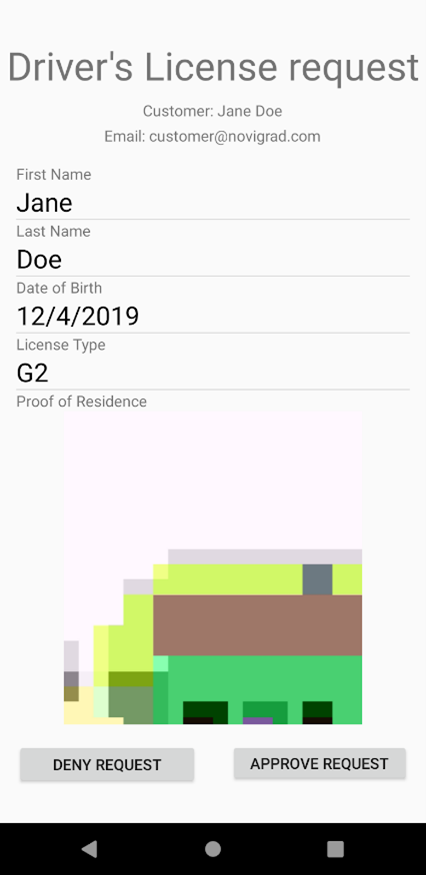 Driver's License request
Customer: Jane Doe
Email: customer@novigrad.com
First Name
Jane
Last Name
Doe
Date of Birth
12/4/2019
License Type
G2
Proof of Residence
DENY REQUEST
APPROVE REQUEST